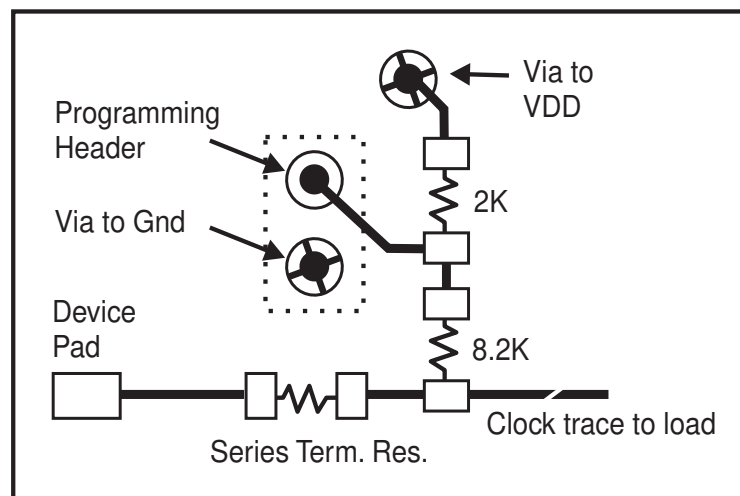 Via to
VDD
Programming
Header
2K
Via to Gnd
Device
Pad
8.2K
Clock trace to load
Series Term. Res.